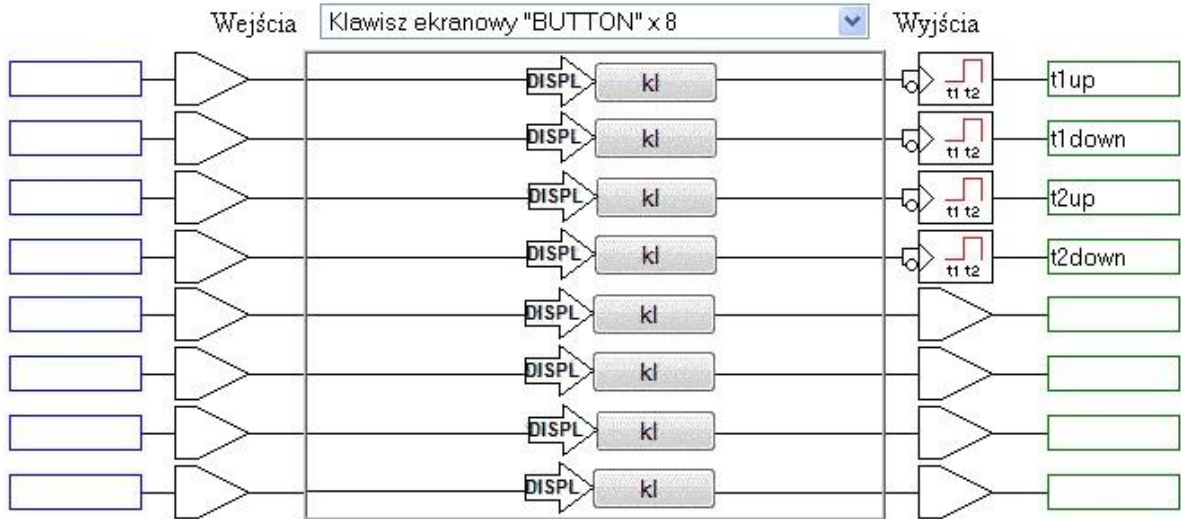 Wejścia Klawisz ekranowy "BUTTON" x 8 Wyjścia
DISPL kl t1 t2 t1up
DISPL kl t1 t2 t1down
DISPL kl t1 t2 t2up
DISPL kl t1 t2 t2down
DISPL kl
DISPL kl
DISPL kl
DISPL kl